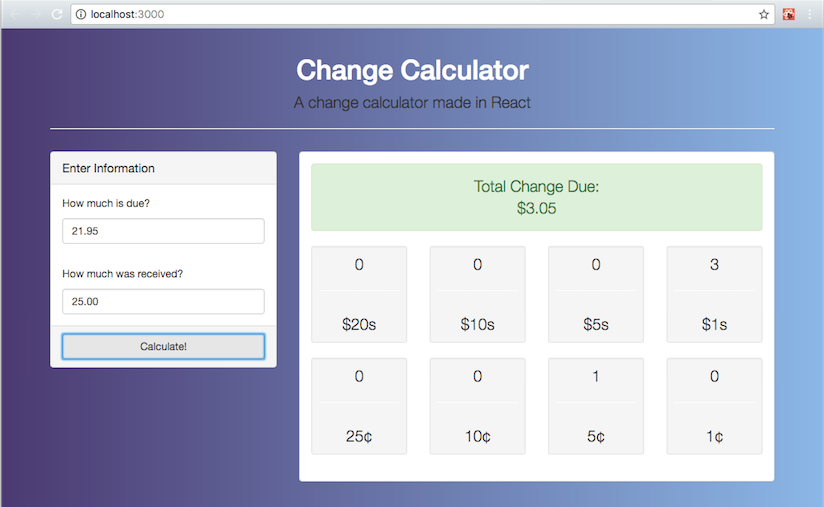 localhost:3000
Change Calculator
A change calculator made in React
Enter Information
How much is due?
21.95
How much was received?
25.00
Calculate!
Total Change Due:
$3.05
0 0 0 3
$20s $10s $5s $1s
0 0 1 0
25¢ 10¢ 5¢ 1¢